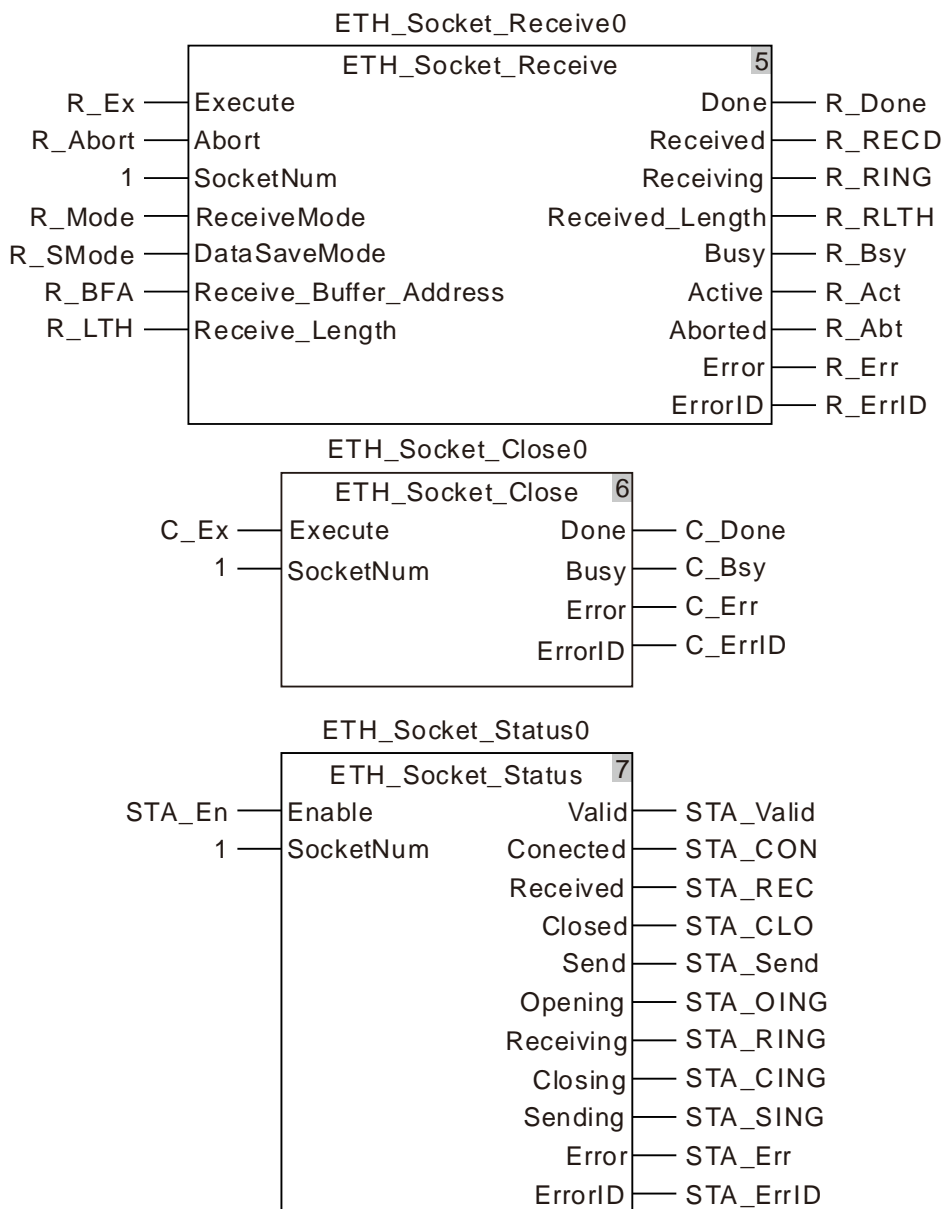 ETH_Socket_Receive0
ETH_Socket_Receive 5
R_Ex Execute Done R_Done
R_Abort Abort Received R_RECD
1 SocketNum Receiving R_RING
R_Mode ReceiveMode Received_Length R_RLTH
R_SMode DataSaveMode Busy R_Bsy
R_BFA Receive_Buffer_Address Active R_Act
R_LTH Receive_Length Aborted R_Abt
Error R_Err
ErrorID R_ErrID
ETH_Socket_Close0
ETH_Socket_Close 6
C_Ex Execute Done C_Done
1 SocketNum Busy C_Bsy
Error C_Err
ErrorID C_ErrID
ETH_Socket_Status0
ETH_Socket_Status 7
STA_En Enable Valid STA_Valid
1 SocketNum Conected STA_CON
Received STA_REC
Closed STA_CLO
Send STA_Send
Opening STA_OING
Receiving STA_RING
Closing STA_CING
Sending STA_SING
Error STA_Err
ErrorID STA_ErrID